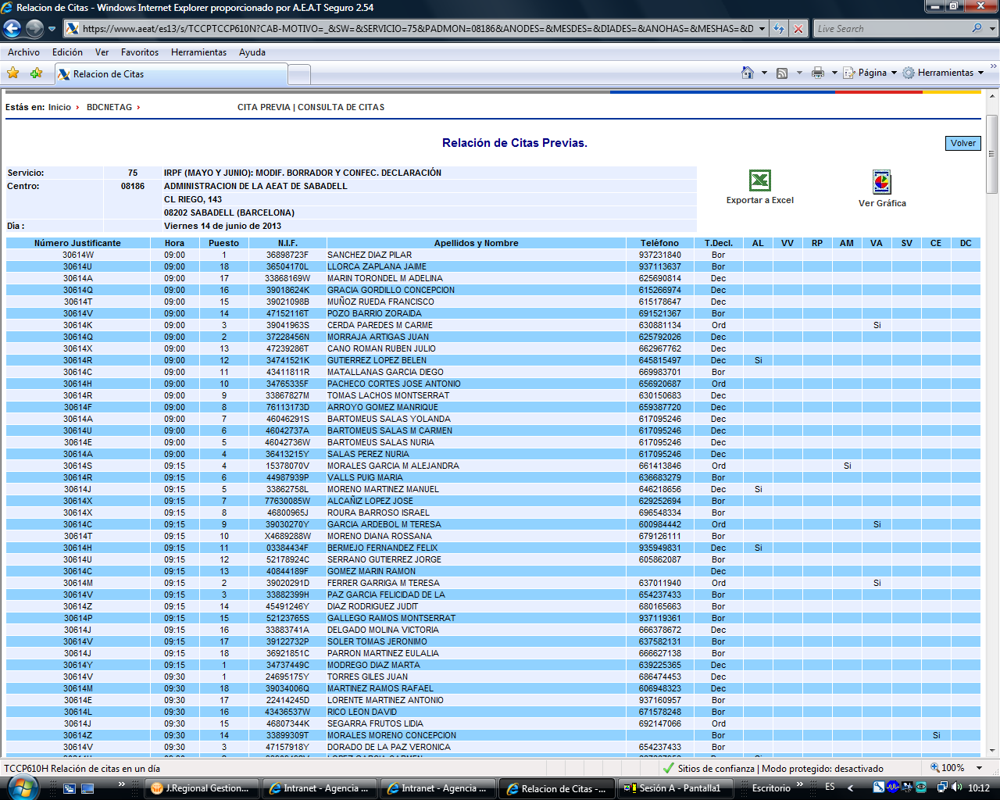 Relacion de Citas - Windows Internet Explorer proporcionado por A.E.A.T Seguro 2.54
https://www.aeat/es13/s/TCCPTCCP610N?CAB-MOTIVO=_&SW=&SERVICIO=75&PADMON=08186&ANODES=&MESDES=&DIADES=&ANOHAS=&MESHAS=&D
Live Search
Archivo Edición Ver Favoritos Herramientas Ayuda
Relacion de Citas Página Herramientas
Estás en: Inicio BDCNETAG CITA PREVIA | CONSULTA DE CITAS
Relación de Citas Previas. Volver
Servicio: 75 IRPF (MAYO Y JUNIO): MODIF. BORRADOR Y CONFEC. DECLARACIÓN
Centro: 08186 ADMINISTRACION DE LA AEAT DE SABADELL
CL RIEGO, 143
08202 SABADELL (BARCELONA)
Día : Viernes 14 de junio de 2013
Exportar a Excel Ver Gráfica
Número Justificante Hora Puesto N.I.F. Apellidos y Nombre Teléfono T.Decl. AL VV RP AM VA SV CE DC
30614W 09:00 1 36898723F SANCHEZ DIAZ PILAR 937231840 Bor
30614U 09:00 18 36504170L LLORCA ZAPLANA JAIME 937113637 Bor
30614A 09:00 17 33868169W MARIN TORONDEL M ADELINA 625690814 Dec
30614Q 09:00 16 39018624K GRACIA GORDILLO CONCEPCION 615266974 Dec
30614T 09:00 15 39021098B MUÑOZ RUEDA FRANCISCO 615178647 Dec
30614V 09:00 14 47152116T POZO BARRIO ZORAIDA 691521367 Bor
30614K 09:00 3 39041963S CERDA PAREDES M CARME 630881134 Ord Si
30614Q 09:00 2 37228456N MORRAJA ARTIGAS JUAN 625792026 Dec
30614X 09:00 13 47239286T CANO ROMAN RUBEN JULIO 662967762 Dec
30614R 09:00 12 34741521K GUTIERREZ LOPEZ BELEN 645815497 Dec Si
30614C 09:00 11 43411811R MATALLANAS GARCIA DIEGO 669983701 Bor
30614H 09:00 10 34765335F PACHECO CORTES JOSE ANTONIO 656920687 Ord
30614R 09:00 9 33867827M TOMAS LACHOS MONTSERRAT 630150683 Dec
30614F 09:00 8 76113173D ARROYO GOMEZ MANRIQUE 659387720 Dec
30614A 09:00 7 46046291S BARTOMEUS SALAS YOLANDA 617095246 Dec
30614U 09:00 6 46042737A BARTOMEUS SALAS M CARMEN 617095246 Dec
30614E 09:00 5 46042736W BARTOMEUS SALAS NURIA 617095246 Dec
30614A 09:00 4 36413215Y SALAS PEREZ NURIA 617095246 Dec
30614S 09:15 4 15378070V MORALES GARCIA M ALEJANDRA 661413846 Ord Si
30614R 09:15 6 44987939P VALLS PUIG MARIA 636683279 Bor
30614J 09:15 5 33862758L MORENO MARTINEZ MANUEL 646218656 Dec Si
30614X 09:15 7 77630085W ALCAÑIZ LOPEZ JOSE 629252694 Bor
30614X 09:15 8 46800965J ROURA BARROSO ISRAEL 696548334 Bor
30614C 09:15 9 39030270Y GARCIA ARDEBOL M TERESA 600984442 Ord Si
30614T 09:15 10 X4689288W MORENO DIANA ROSSANA 679126111 Bor
30614H 09:15 11 03384434F BERMEJO FERNANDEZ FELIX 935949831 Dec Si
30614U 09:15 12 52178924C SERRANO GUTIERREZ JORGE 605862087 Bor
30614C 09:15 13 40844189F GOMEZ MARIN RAMON Dec
30614M 09:15 2 39020291D FERRER GARRIGA M TERESA 637011940 Ord Si
30614V 09:15 3 33882399H PAZ GARCIA FELICIDAD DE LA 654237433 Bor
30614Z 09:15 14 45491246Y DIAZ RODRIGUEZ JUDIT 680165663 Bor
30614P 09:15 15 52123765S GALLEGO RAMOS MONTSERRAT 937119361 Bor
30614J 09:15 16 33883741A DELGADO MOLINA VICTORIA 666378672 Dec
30614V 09:15 17 39122732P SOLER TOMAS JERONIMO 637582131 Bor
30614J 09:15 18 36921851C PARRON MARTINEZ EULALIA 666627138 Bor
30614Y 09:15 1 34737449C MODREGO DIAZ MARTA 639225365 Dec
30614V 09:30 1 24695175Y TORRES GILES JUAN 686474453 Dec
30614M 09:30 18 39034006Q MARTINEZ RAMOS RAFAEL 606948323 Dec
30614E 09:30 17 22414245D LORENTE MARTINEZ ANTONIO 937160957 Bor
30614L 09:30 16 43436537W RICO LEON DAVID 671578248 Bor
30614J 09:30 15 46807344K SEGARRA FRUTOS LIDIA 692147066 Ord
30614Z 09:30 14 33899309T MORALES MORENO CONCEPCION Bor Si
30614V 09:30 3 47157918Y DORADO DE LA PAZ VERONICA 654237433 Bor
TCCP610H Relación de citas en un día Sitios de confianza | Modo protegido: desactivado 100%
J.Regional Gestion... Intranet - Agencia ... Intranet - Agencia ... Relacion de Citas -... Sesión A - Pantalla1 Escritorio ES 10:12